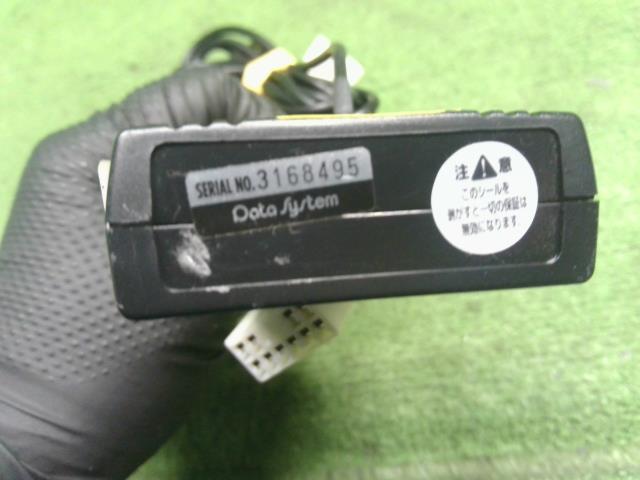 SERIAL NO. 3168495
Data System
注 意
このシールを
剥がすと一切の保証は
無効になります。